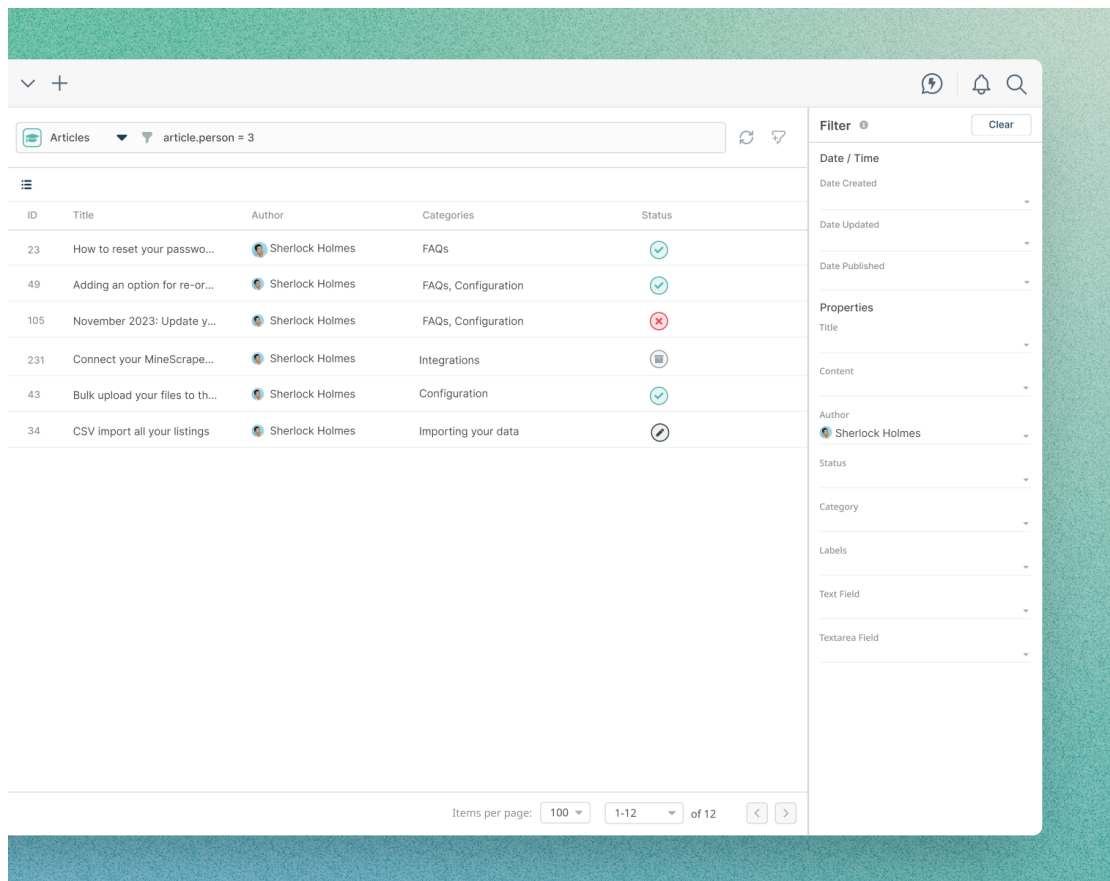 Articles article.person = 3
ID Title Author Categories Status
23 How to reset your passwo... Sherlock Holmes FAQs
49 Adding an option for re-or... Sherlock Holmes FAQs, Configuration
105 November 2023: Update y... Sherlock Holmes FAQs, Configuration
231 Connect your MineScrape... Sherlock Holmes Integrations
43 Bulk upload your files to th... Sherlock Holmes Configuration
34 CSV import all your listings Sherlock Holmes Importing your data
Items per page: 100 1-12 of 12
Filter Clear
Date / Time
Date Created
Date Updated
Date Published
Properties
Title
Content
Author
Sherlock Holmes
Status
Category
Labels
Text Field
Textarea Field